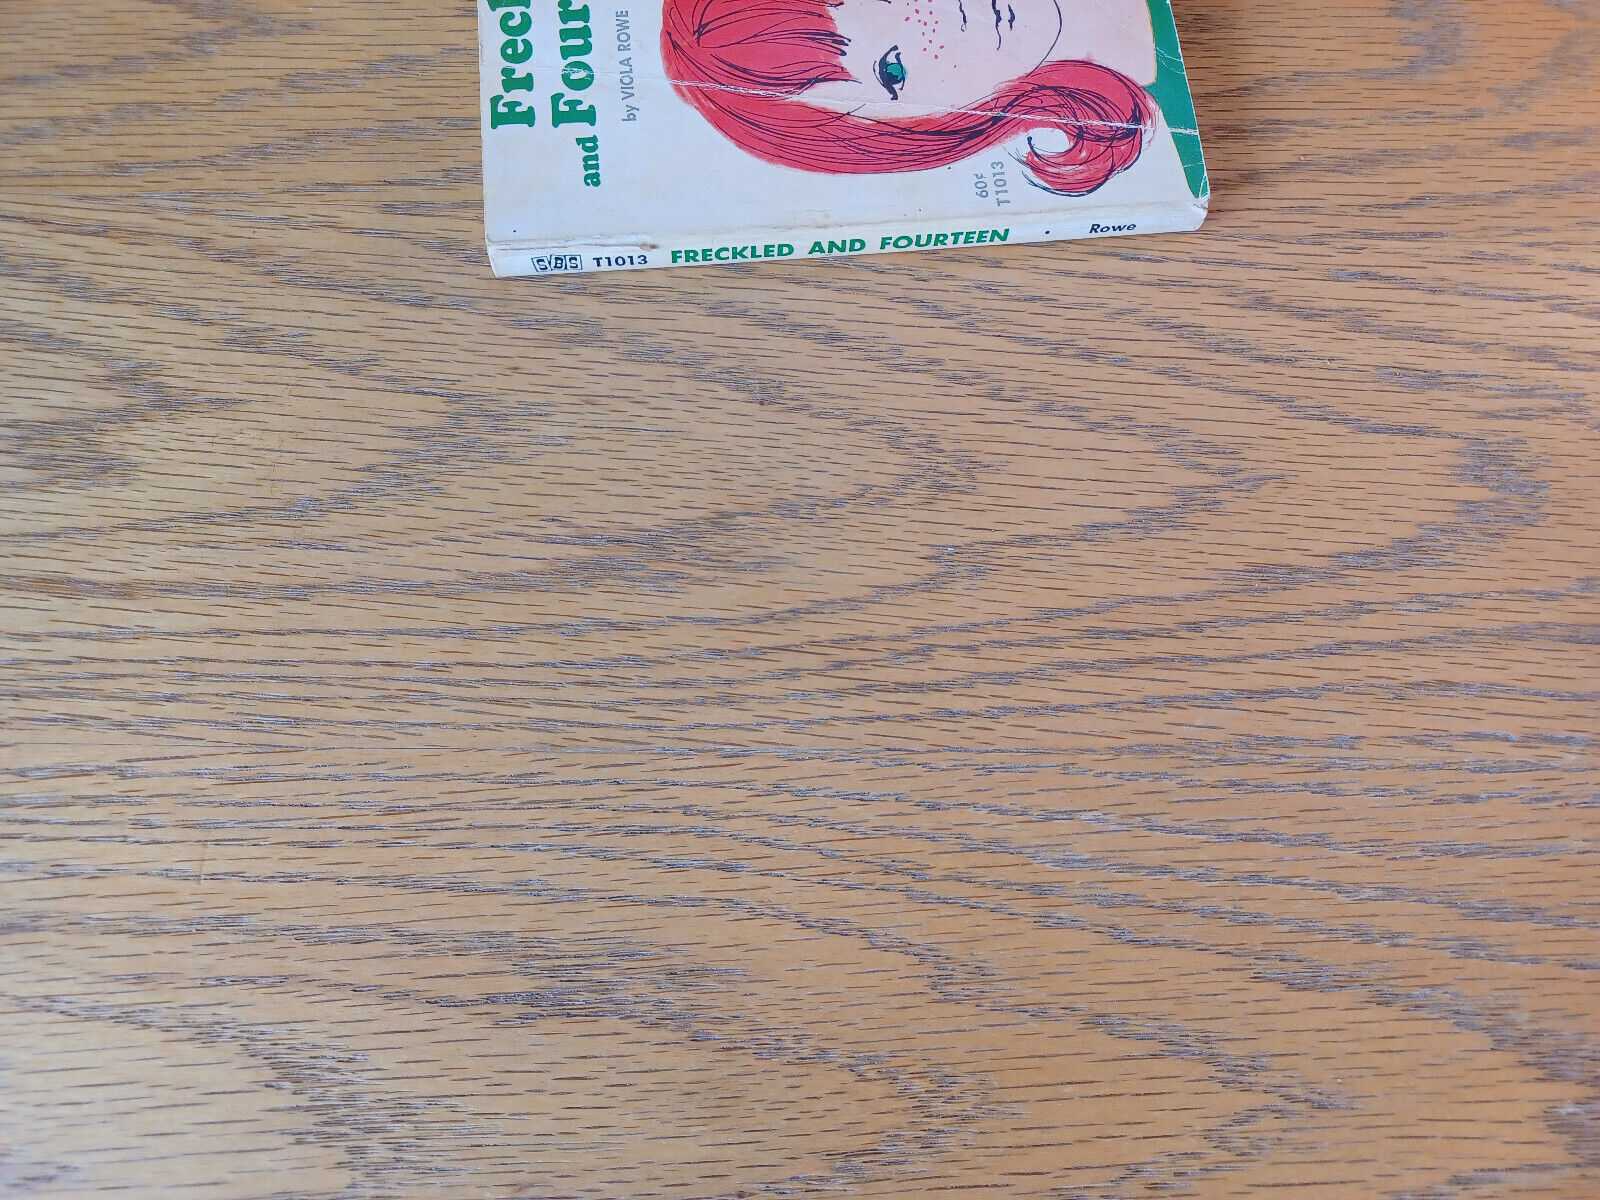 Freck
and Four
by VIOLA ROWE
60¢
T1013
SBS T1013 FRECKLED AND FOURTEEN · Rowe